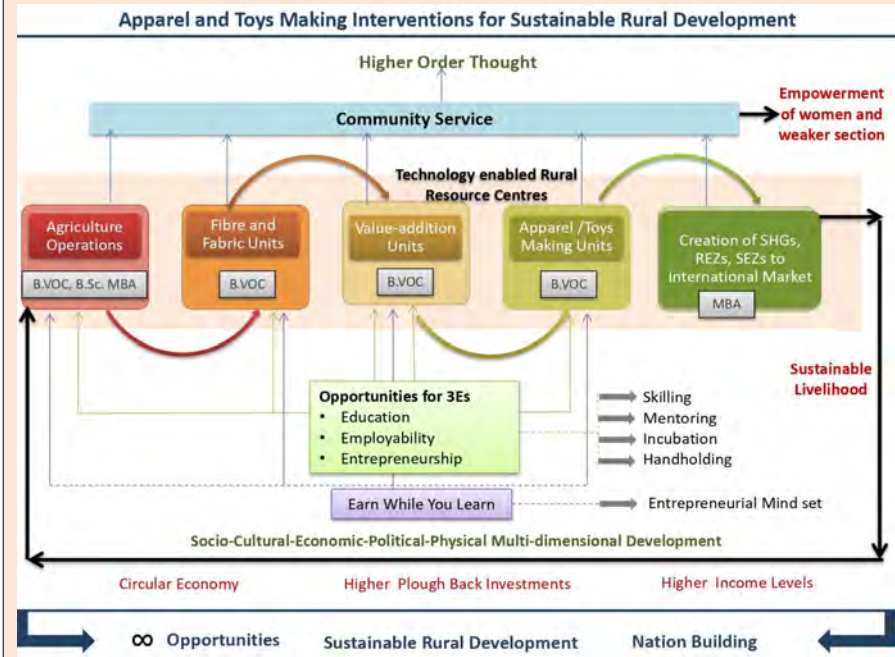 Apparel and Toys Making Interventions for Sustainable Rural Development
Higher Order Thought
Community Service
Empowerment
of women and
weaker section
Technology enabled Rural
Resource Centres
Agriculture
Operations
B.VOC, B.Sc. MBA
Fibre and
Fabric Units
B.VOC
Value-addition
Units
B.VOC
Apparel /Toys
Making Units
B.VOC
Creation of SHGs,
REZs, SEZs to
International Market
MBA
Sustainable
Livelihood
Opportunities for 3Es
• Education
• Employability
• Entrepreneurship
Skilling
Mentoring
Incubation
Handholding
Earn While You Learn
Entrepreneurial Mind set
Socio-Cultural-Economic-Political-Physical Multi-dimensional Development
Circular Economy
Higher Plough Back Investments
Higher Income Levels
∞ Opportunities
Sustainable Rural Development
Nation Building